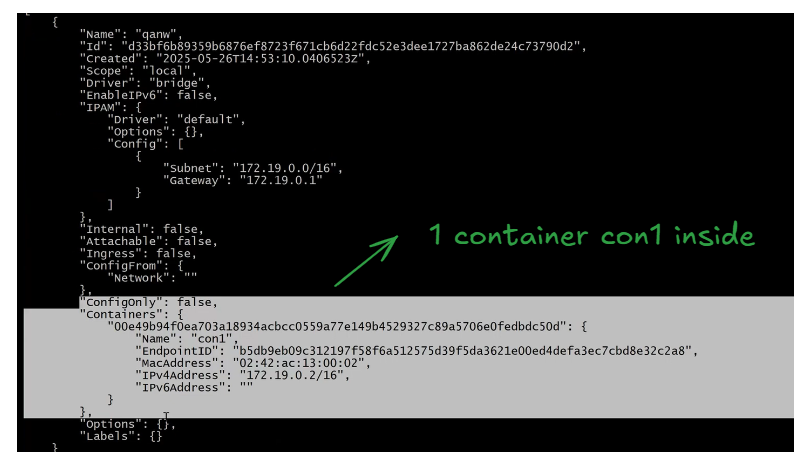 {
"Name": "qanw",
"Id": "d33bf6b89359b6876ef8723f671cb6d22fdc52e3dee1727ba862de24c73790d2",
"Created": "2025-05-26T14:53:10.0406523Z",
"Scope": "local",
"Driver": "bridge",
"EnableIPv6": false,
"IPAM": {
"Driver": "default",
"Options": {},
"Config": [
{
"Subnet": "172.19.0.0/16",
"Gateway": "172.19.0.1"
}
]
},
"Internal": false,
"Attachable": false,
"Ingress": false,
"ConfigFrom": {
"Network": ""
},
1 container con1 inside
"ConfigOnly": false,
"Containers": {
"00e49b94f0ea703a18934acbcc0559a77e149b4529327c89a5706e0fedbdc50d": {
"Name": "con1",
"EndpointID": "b5db9eb09c312197f58f6a512575d39f5da3621e00ed4defa3ec7cbd8e32c2a8",
"MacAddress": "02:42:ac:13:00:02",
"IPv4Address": "172.19.0.2/16",
"IPv6Address": ""
}
},
"Options": {},
"Labels": {}
}